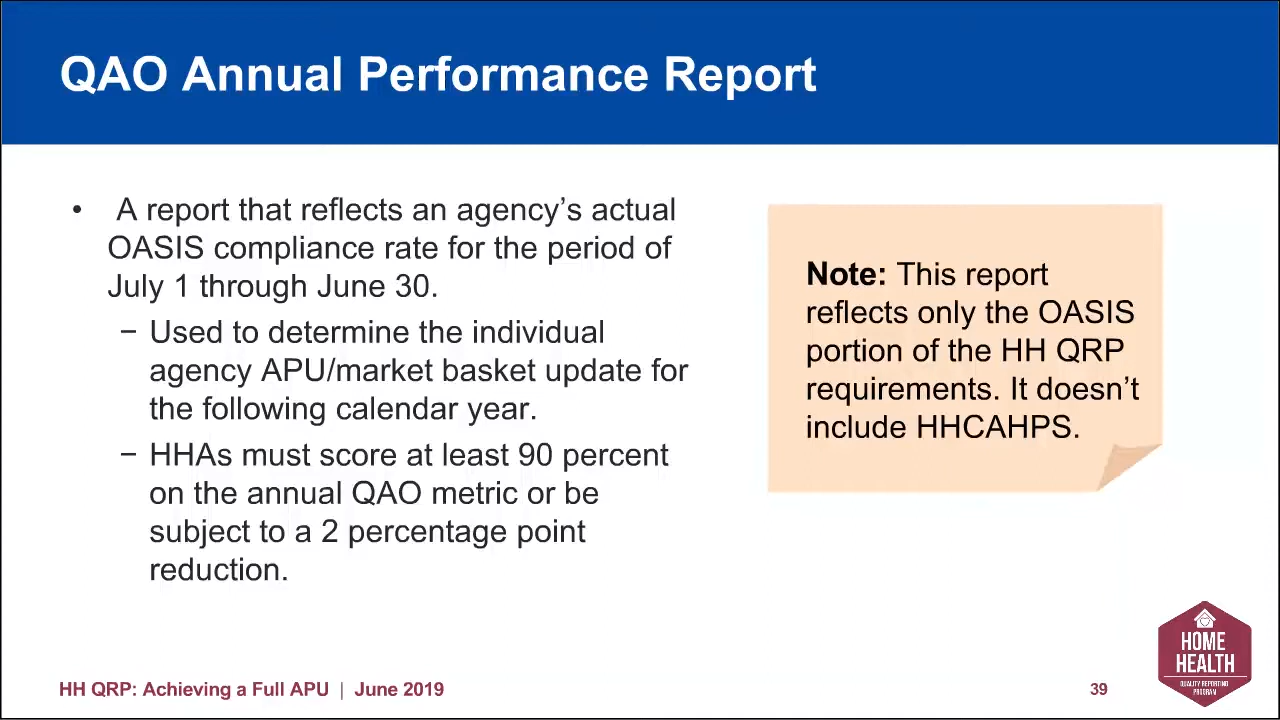 QAO Annual Performance Report
• A report that reflects an agency’s actual
OASIS compliance rate for the period of
July 1 through June 30.
− Used to determine the individual
agency APU/market basket update for
the following calendar year.
− HHAs must score at least 90 percent
on the annual QAO metric or be
subject to a 2 percentage point
reduction.
Note: This report
reflects only the OASIS
portion of the HH QRP
requirements. It doesn’t
include HHCAHPS.
HH QRP: Achieving a Full APU | June 2019
39
HOME
HEALTH
QUALITY REPORTING
PROGRAM